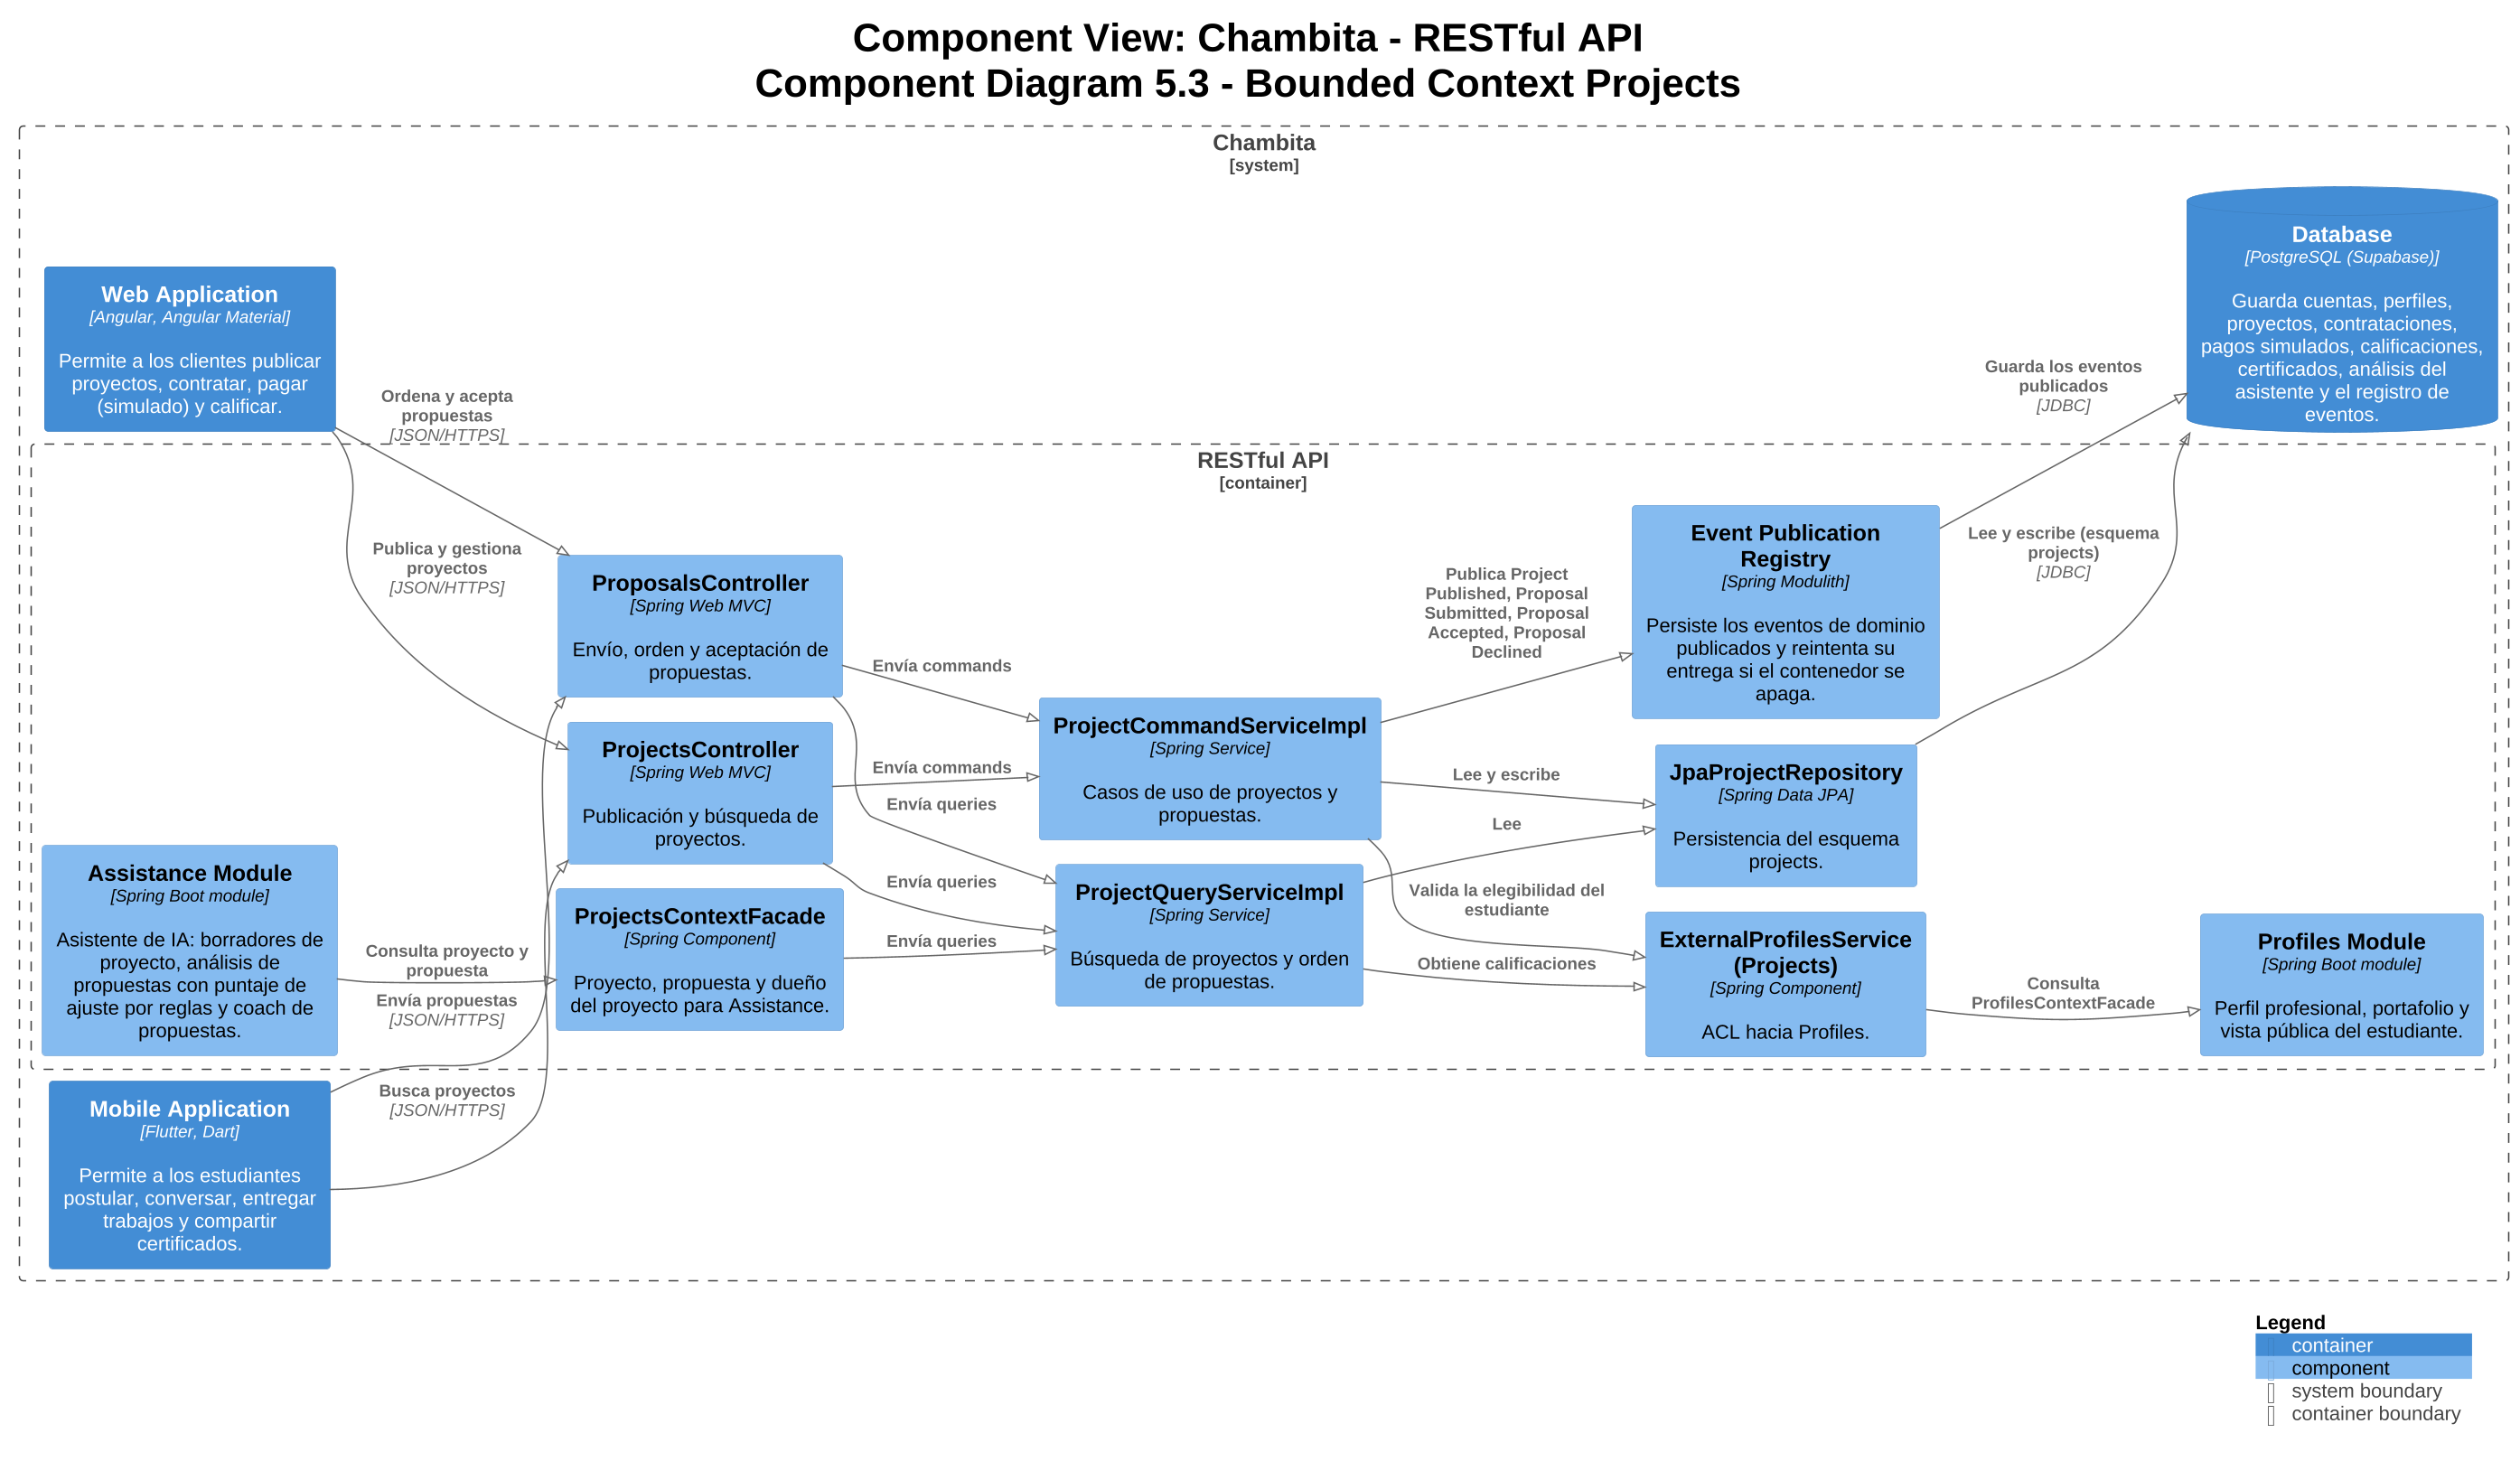 Component View: Chambita - RESTful API
Component Diagram 5.3 - Bounded Context Projects
Chambita
[system]
Database
[PostgreSQL (Supabase)]
Guarda cuentas, perfiles,
proyectos, contrataciones,
pagos simulados, calificaciones,
certificados, análisis del
asistente y el registro de
eventos.
Web Application
[Angular, Angular Material]
Permite a los clientes publicar
proyectos, contratar, pagar
(simulado) y calificar.
Ordena y acepta
propuestas
[JSON/HTTPS]
Guarda los eventos
publicados
[JDBC]
RESTful API
[container]
Publica y gestiona
proyectos
[JSON/HTTPS]
ProposalsController
[Spring Web MVC]
Envío, orden y aceptación de
propuestas.
Envía commands
Publica Project
Published, Proposal
Submitted, Proposal
Accepted, Proposal
Declined
Event Publication
Registry
[Spring Modulith]
Persiste los eventos de dominio
publicados y reintenta su
entrega si el contenedor se
apaga.
Lee y escribe (esquema
projects)
[JDBC]
ProjectsController
[Spring Web MVC]
Publicación y búsqueda de
proyectos.
Envía commands
Envía queries
ProjectCommandServiceImpl
[Spring Service]
Casos de uso de proyectos y
propuestas.
Lee y escribe
Lee
JpaProjectRepository
[Spring Data JPA]
Persistencia del esquema
projects.
Assistance Module
[Spring Boot module]
Asistente de IA: borradores de
proyecto, análisis de
propuestas con puntaje de
ajuste por reglas y coach de
propuestas.
Consulta proyecto y
propuesta
Envía propuestas
[JSON/HTTPS]
ProjectsContextFacade
[Spring Component]
Proyecto, propuesta y dueño
del proyecto para Assistance.
Envía queries
Envía queries
ProjectQueryServiceImpl
[Spring Service]
Búsqueda de proyectos y orden
de propuestas.
Valida la elegibilidad del
estudiante
Obtiene calificaciones
ExternalProfilesService
(Projects)
[Spring Component]
ACL hacia Profiles.
Consulta
ProfilesContextFacade
Profiles Module
[Spring Boot module]
Perfil profesional, portafolio y
vista pública del estudiante.
Mobile Application
[Flutter, Dart]
Permite a los estudiantes
postular, conversar, entregar
trabajos y compartir
certificados.
Busca proyectos
[JSON/HTTPS]
Legend
container
component
system boundary
container boundary